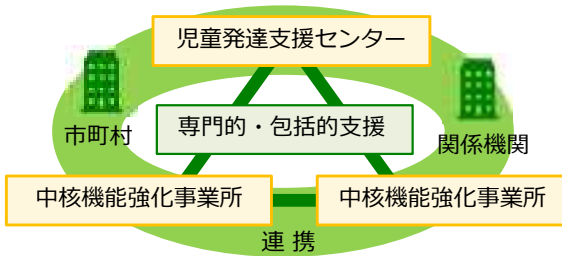 児童発達支援センター
専門的・包括的支援
市町村
関係機関
中核機能強化事業所
中核機能強化事業所
連 携